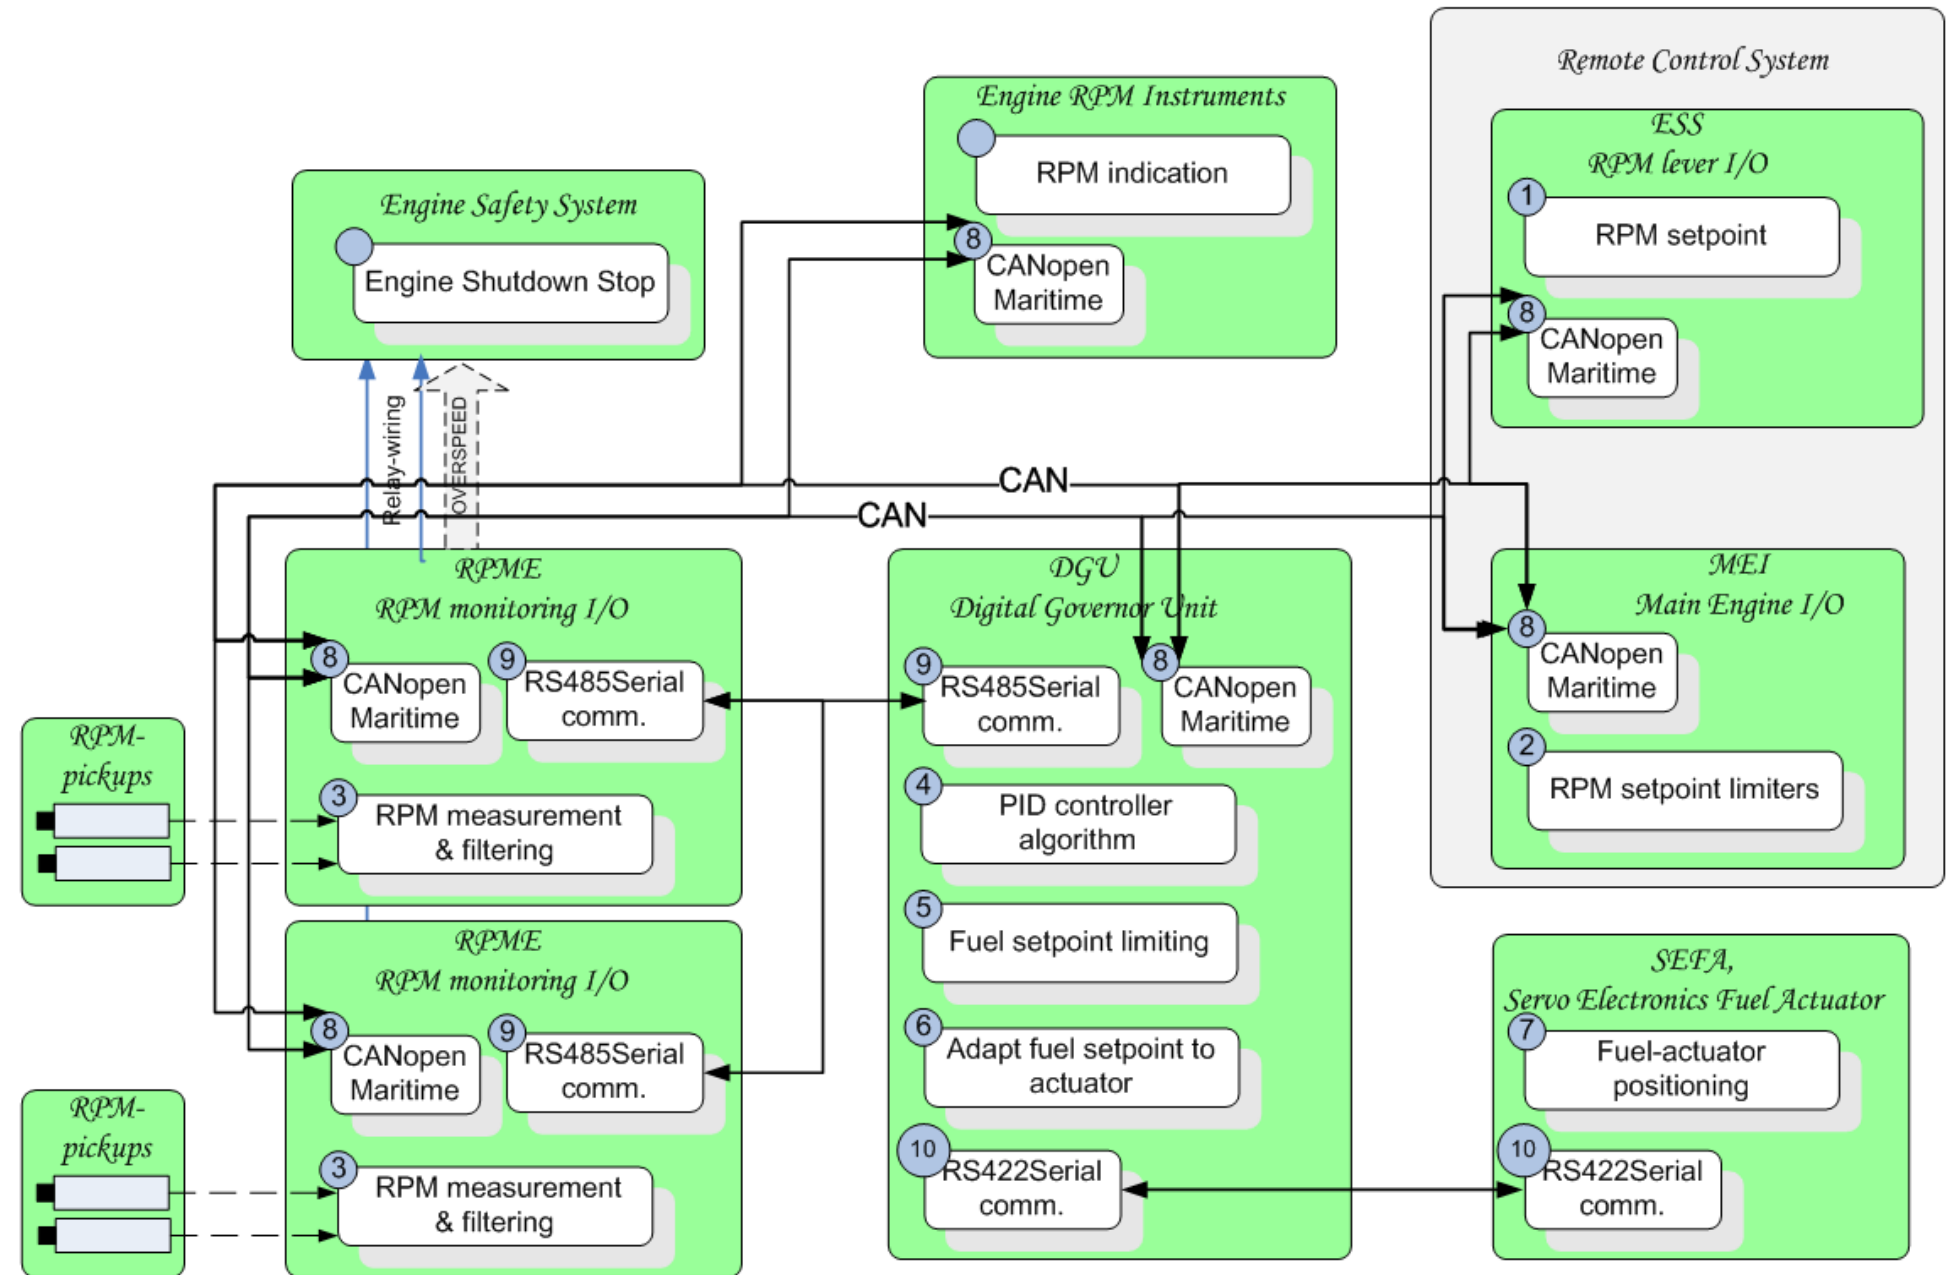 Remote Control System
ESS
RPM lever I/O
1
RPM setpoint
8
CANopen
Maritime
Engine RPM Instruments
RPM indication
8
CANopen
Maritime
Engine Safety System
Engine Shutdown Stop
Relay-wiring
OVERSPEED
CAN
CAN
RPME
RPM monitoring I/O
8
CANopen
Maritime
9
RS485Serial
comm.
3
RPM measurement
& filtering
RPM-
pickups
DGU
Digital Governor Unit
9
RS485Serial
comm.
8
CANopen
Maritime
4
PID controller
algorithm
5
Fuel setpoint limiting
6
Adapt fuel setpoint to
actuator
10
RS422Serial
comm.
MEI
Main Engine I/O
8
CANopen
Maritime
2
RPM setpoint limiters
RPME
RPM monitoring I/O
8
CANopen
Maritime
9
RS485Serial
comm.
3
RPM measurement
& filtering
RPM-
pickups
SEFA,
Servo Electronics Fuel Actuator
7
Fuel-actuator
positioning
10
RS422Serial
comm.